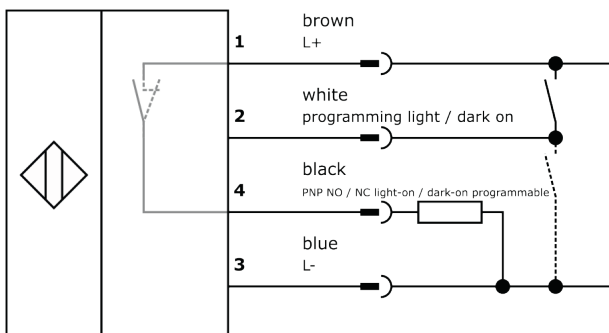 brown
1
L+
white
2
programming light / dark on
black
4
PNP NO / NC light-on / dark-on programmable
blue
3
L-